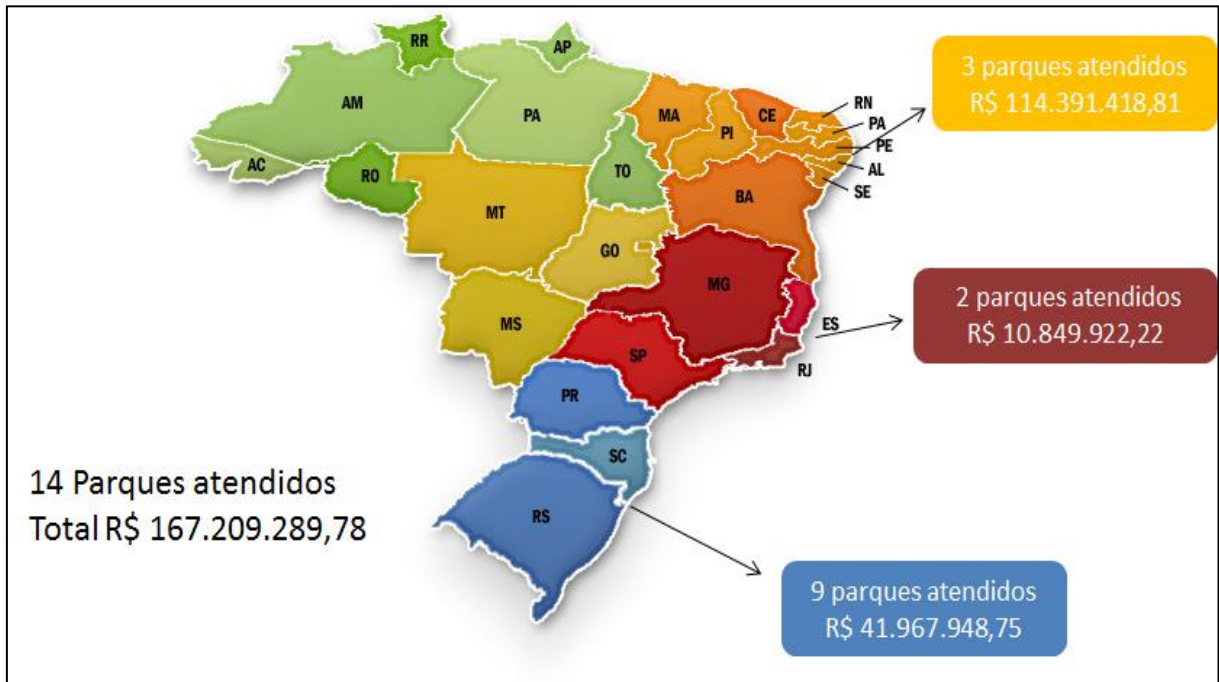 RR
AP
AM
PA
MA
CE
RN
PI
PA
PE
AC
RO
TO
AL
SE
BA
MT
GO
MG
MS
ES
SP
RJ
PR
SC
RS
3 parques atendidos
R$ 114.391.418,81
2 parques atendidos
R$ 10.849.922,22
14 Parques atendidos
Total R$ 167.209.289,78
9 parques atendidos
R$ 41.967.948,75